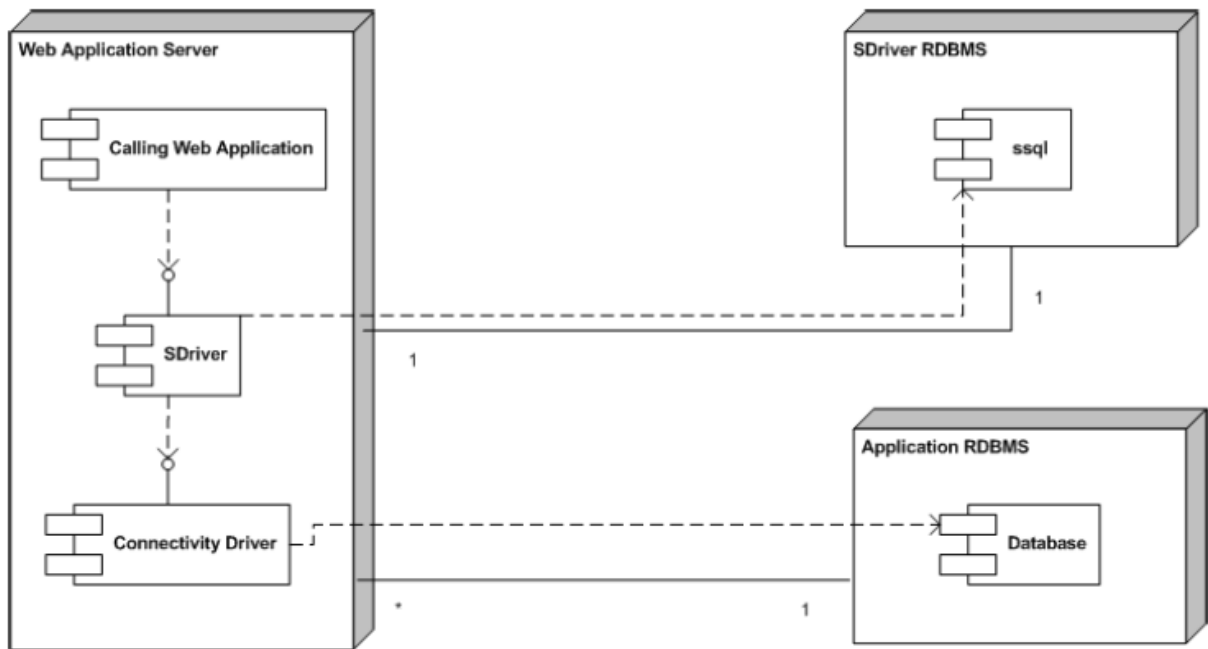 Web Application Server
Calling Web Application
SDriver
Connectivity Driver
SDriver RDBMS
ssql
1
1
Application RDBMS
Database
*
1